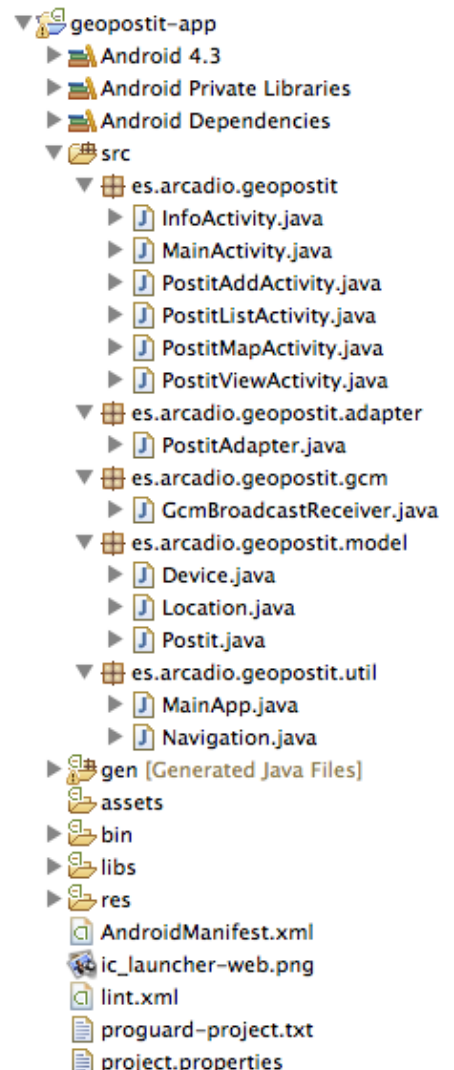 geopostit-app
Android 4.3
Android Private Libraries
Android Dependencies
src
es.arcadio.geopostit
InfoActivity.java
MainActivity.java
PostitAddActivity.java
PostitListActivity.java
PostitMapActivity.java
PostitViewActivity.java
es.arcadio.geopostit.adapter
PostitAdapter.java
es.arcadio.geopostit.gcm
GcmBroadcastReceiver.java
es.arcadio.geopostit.model
Device.java
Location.java
Postit.java
es.arcadio.geopostit.util
MainApp.java
Navigation.java
gen [Generated Java Files]
assets
bin
libs
res
AndroidManifest.xml
ic_launcher-web.png
lint.xml
proguard-project.txt
project.properties